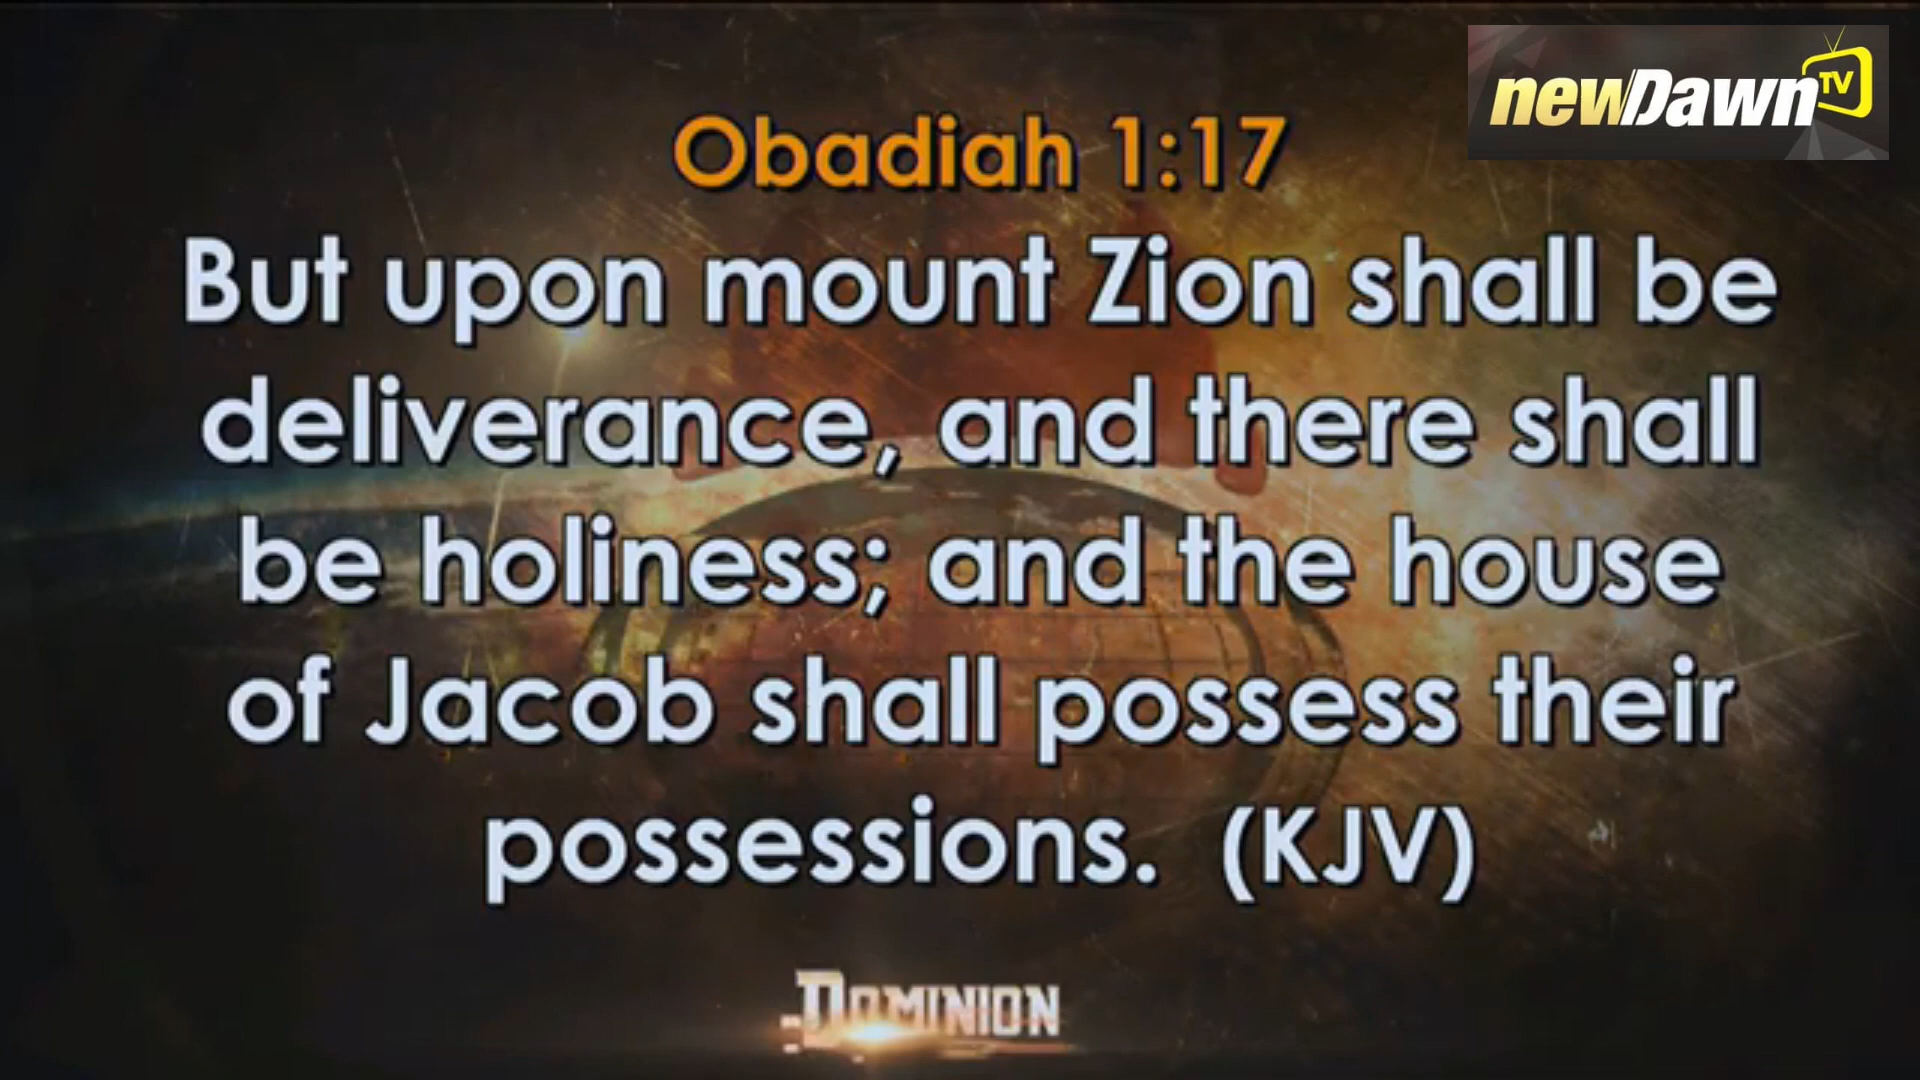 newDawn TV
Obadiah 1:17
But upon mount Zion shall be
deliverance, and there shall
be holiness; and the house
of Jacob shall possess their
possessions. (KJV)
DOMINION